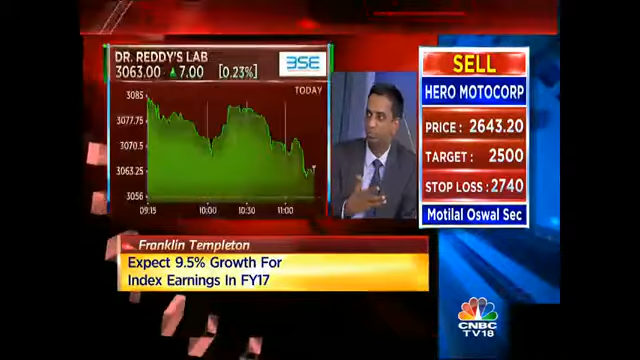 DR. REDDY'S LAB
3063.00 ▲ 7.00 [0.23%]
BSE
TODAY
3085
3077.75
3070.5
3063.25
3056
09:15
10:00
10:30
11:00
SELL
HERO MOTOCORP
PRICE : 2643.20
TARGET : 2500
STOP LOSS : 2740
Motilal Oswal Sec
Franklin Templeton
Expect 9.5% Growth For
Index Earnings In FY17
CNBC
TV18